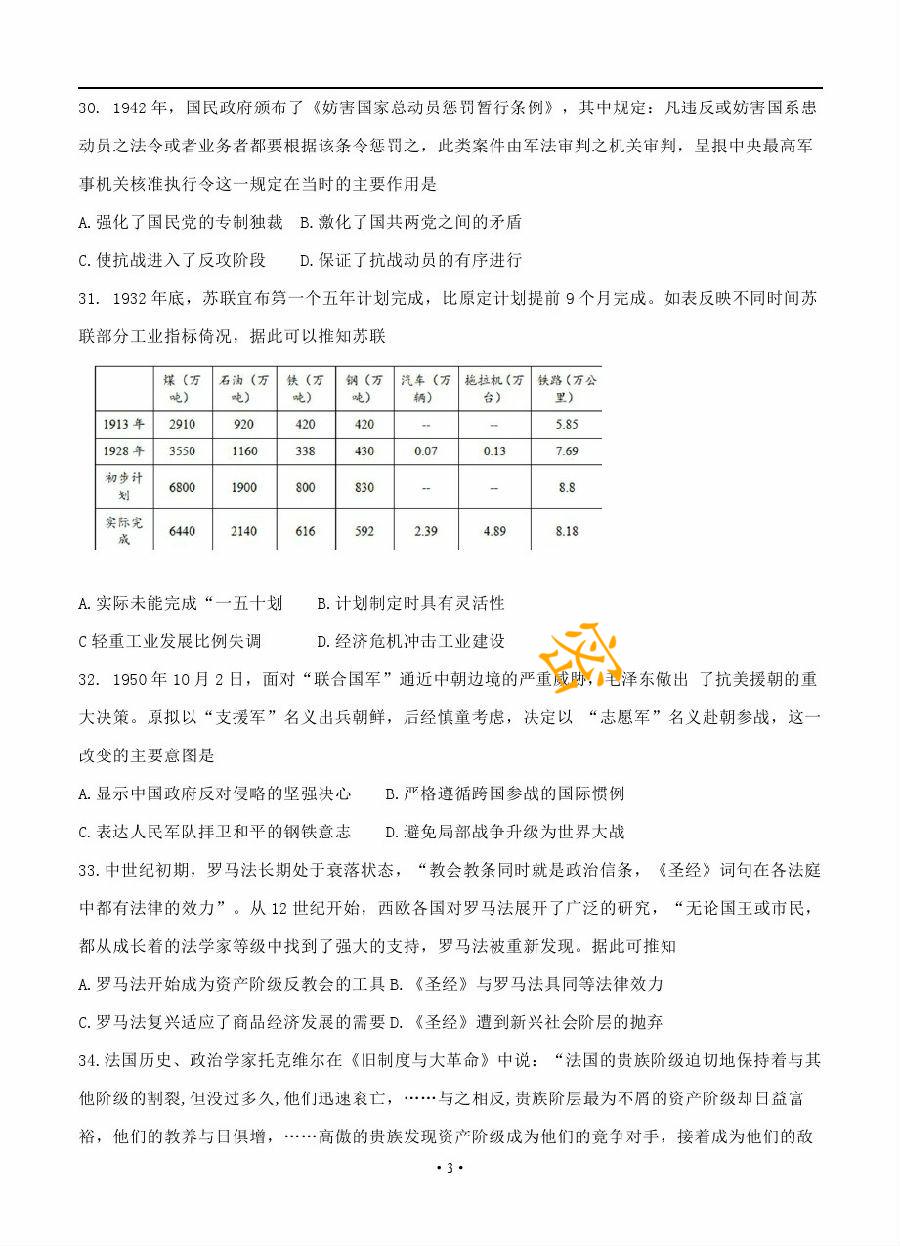 30. 1942年，国民政府颁布了《妨害国家总动员惩罚暂行条例》，其中规定：凡违反或妨害国系患
动员之法令或老业务者都要根据该条令惩罚之，此类案件由军法审判之机关审判，呈报中央最高军
事机关核准执行令这一规定在当时的主要作用是
A.强化了国民党的专制独裁 B.激化了国共两党之间的矛盾
C.使抗战进入了反攻阶段 D.保证了抗战动员的有序进行
31. 1932年底，苏联宣布第一个五年计划完成，比原定计划提前9个月完成。如表反映不同时间苏
联部分工业指标倚况，据此可以推知苏联
煤（万吨） 石油（万吨） 铁（万吨） 钢（万吨） 汽车（万辆） 拖拉机（万台） 铁路（万公里）
1913年 2910 920 420 420 -- -- 5.85
1928年 3550 1160 338 430 0.07 0.13 7.69
初步计划 6800 1900 800 830 -- -- 8.8
实际完成 6440 2140 616 592 2.39 4.89 8.18
A.实际未能完成“一五十划 B.计划制定时具有灵活性
C轻重工业发展比例失调 D.经济危机冲击工业建设
32. 1950年10月2日，面对“联合国军”通近中朝边境的严重威胁，毛泽东做出 了抗美援朝的重
大决策。原拟以“支援军”名义出兵朝鲜，后经慎童考虑，决定以 “志愿军”名义赴朝参战，这一
改变的主要意图是
A.显示中国政府反对侵略的坚强决心 B.严格遵循跨国参战的国际惯例
C.表达人民军队拝卫和平的钢铁意志 D.避免局部战争升级为世界大战
33.中世纪初期，罗马法长期处于衰落状态，“教会教条同时就是政治信条，《圣经》词句在各法庭
中都有法律的效力”。从12世纪开始，西欧各国对罗马法展开了广泛的研究，“无论国王或市民，
都从成长着的法学家等级中找到了强大的支持，罗马法被重新发现。据此可推知
A.罗马法开始成为资产阶级反教会的工具B.《圣经》与罗马法具同等法律效力
C.罗马法复兴适应了商品经济发展的需要D.《圣经》遭到新兴社会阶层的抛弃
34.法国历史、政治学家托克维尔在《旧制度与大革命》中说：“法国的贵族阶级迫切地保持着与其
他阶级的割裂,但没过多久,他们迅速衰亡，……与之相反,贵族阶层最为不屑的资产阶级却日益富
裕，他们的教养与日俱增，……高傲的贵族发现资产阶级成为他们的竞争对手，接着成为他们的敌
·3·